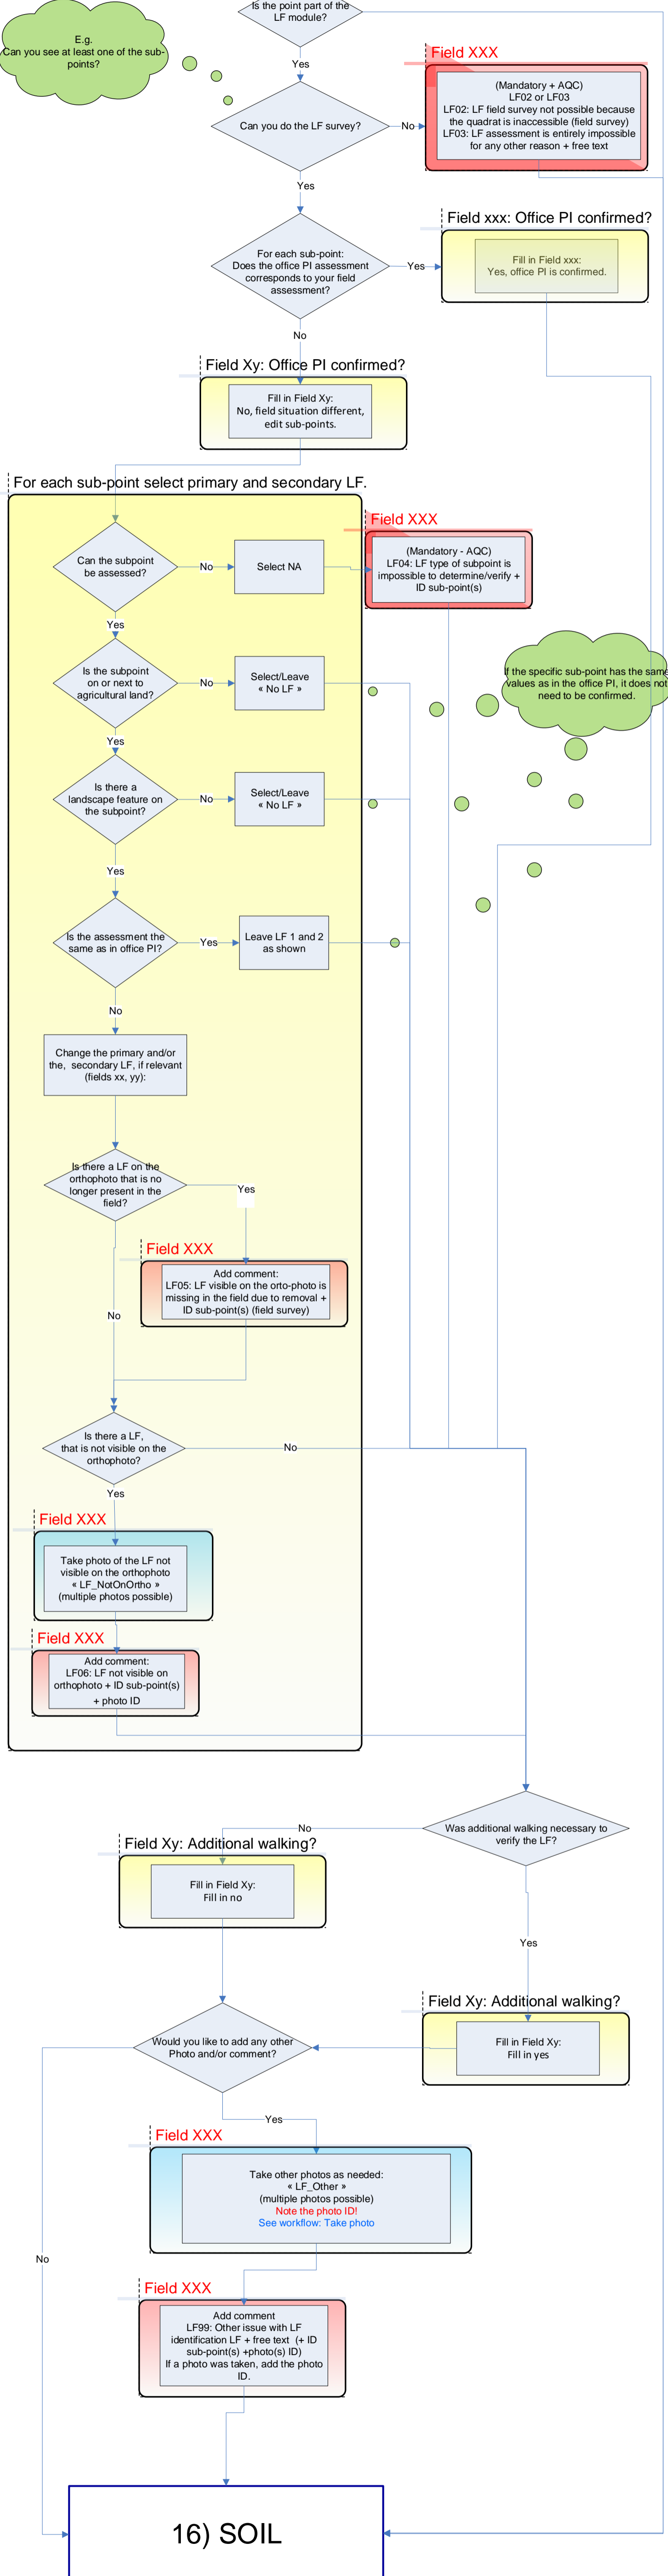 Is the point part of the
LF module?
E.g.
Can you see at least one of the sub-
points?
Yes
Field XXX
(Mandatory + AQC)
LF02 or LF03
LF02: LF field survey not possible because
the quadrat is inaccessible (field survey)
LF03: LF assessment is entirely impossible
for any other reason + free text
Can you do the LF survey?
No
Yes
Field xxx: Office PI confirmed?
For each sub-point:
Does the office PI assessment
corresponds to your field
assessment?
Yes
Fill in Field xxx:
Yes, office PI is confirmed.
No
Field Xy: Office PI confirmed?
Fill in Field Xy:
No, field situation different,
edit sub-points.
For each sub-point select primary and secondary LF.
Field XXX
Can the subpoint
be assessed?
No
Select NA
(Mandatory - AQC)
LF04: LF type of subpoint is
impossible to determine/verify +
ID sub-point(s)
Yes
Is the subpoint
on or next to
agricultural land?
No
Select/Leave
« No LF »
If the specific sub-point has the same
values as in the office PI, it does not
need to be confirmed.
Yes
Is there a
landscape feature on
the subpoint?
No
Select/Leave
« No LF »
Yes
Is the assessment the
same as in office PI?
Yes
Leave LF 1 and 2
as shown
No
Change the primary and/or
the, secondary LF, if relevant
(fields xx, yy):
Is there a LF on the
orthophoto that is no
longer present in the
field?
Yes
Field XXX
Add comment:
LF05: LF visible on the orto-photo is
missing in the field due to removal +
ID sub-point(s) (field survey)
No
Is there a LF,
that is not visible on the
orthophoto?
No
Yes
Field XXX
Take photo of the LF not
visible on the orthophoto
« LF_NotOnOrtho »
(multiple photos possible)
Field XXX
Add comment:
LF06: LF not visible on
orthophoto + ID sub-point(s)
+ photo ID
Was additional walking necessary to
verify the LF?
No
Field Xy: Additional walking?
Fill in Field Xy:
Fill in no
Yes
Field Xy: Additional walking?
Fill in Field Xy:
Fill in yes
Would you like to add any other
Photo and/or comment?
Yes
Field XXX
Take other photos as needed:
« LF_Other »
(multiple photos possible)
Note the photo ID!
See workflow: Take photo
No
Field XXX
Add comment
LF99: Other issue with LF
identification LF + free text (+ ID
sub-point(s) +photo(s) ID)
If a photo was taken, add the photo
ID.
16) SOIL